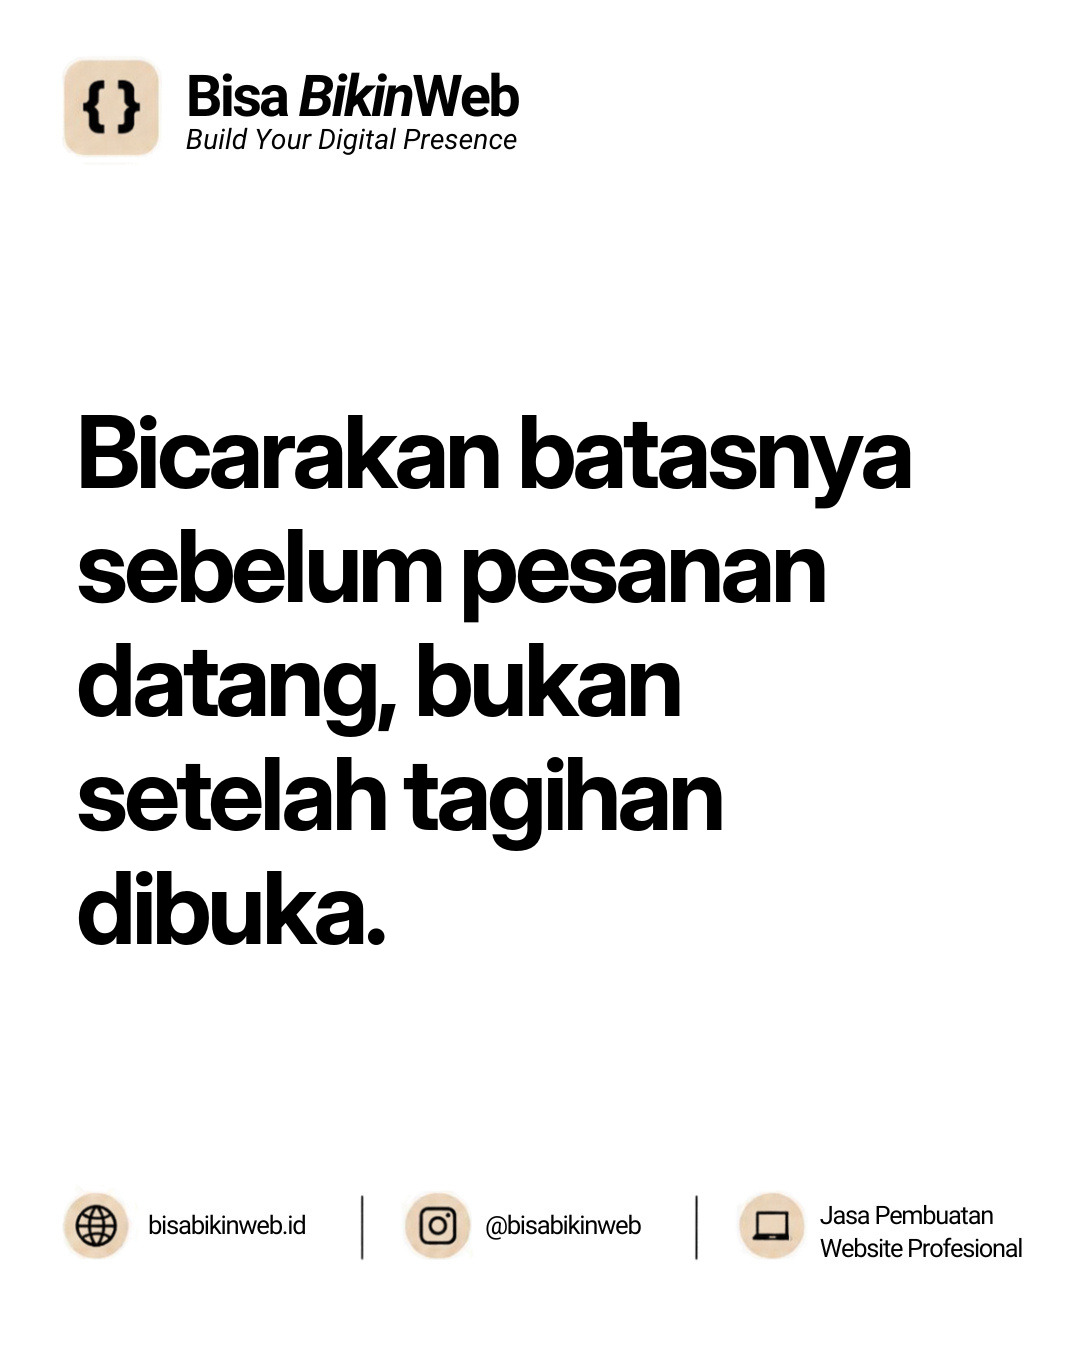 { }
Bisa BikinWeb
Build Your Digital Presence
Bicarakan batasnya
sebelum pesanan
datang, bukan
setelah tagihan
dibuka.
bisabikinweb.id
@bisabikinweb
Jasa Pembuatan
Website Profesional